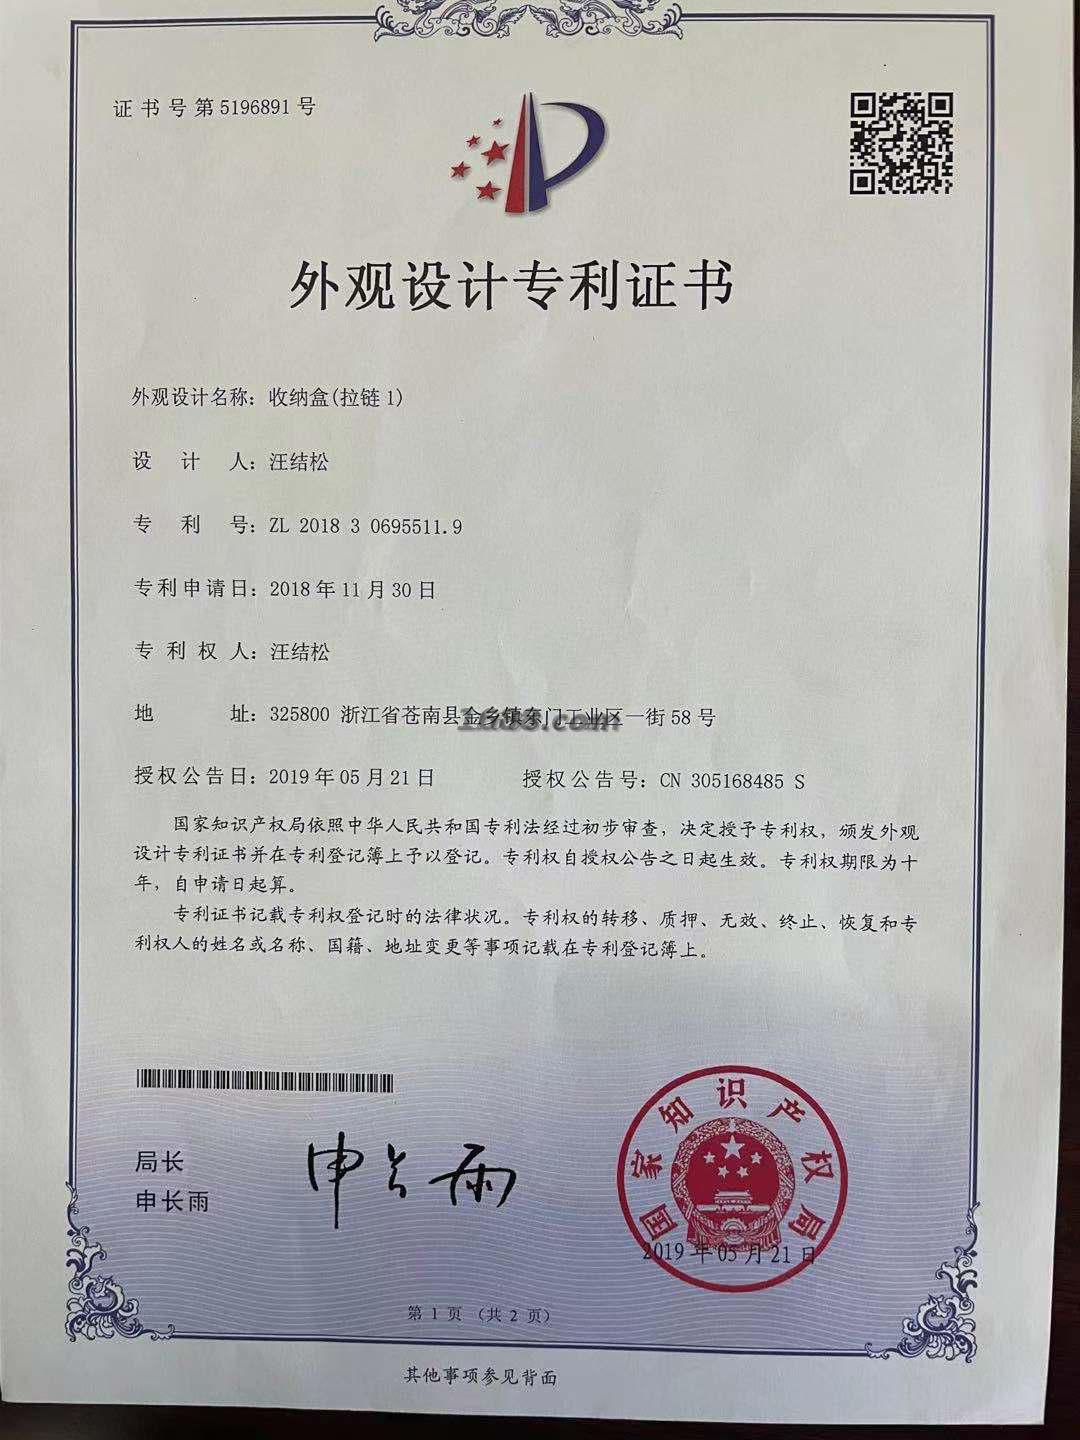 证书号第5196891号
外观设计专利证书
外观设计名称：收纳盒(拉链1)
设计人：汪结松
专利号：ZL 2018 3 0695511.9
专利申请日：2018年11月30日
专利权人：汪结松
地址：325800 浙江省苍南县金乡镇东门工业区一街58号
1688.com
授权公告日：2019年05月21日 授权公告号：CN 305168485 S
国家知识产权局依照中华人民共和国专利法经过初步审查，决定授予专利权，颁发外观
设计专利证书并在专利登记簿上予以登记。专利权自授权公告之日起生效。专利权期限为十
年，自申请日起算。
专利证书记载专利权登记时的法律状况。专利权的转移、质押、无效、终止、恢复和专
利权人的姓名或名称、国籍、地址变更等事项记载在专利登记簿上。
局长
申长雨
申长雨
国家知识产权局
2019年05月21日
第1页（共2页）
其他事项参见背面